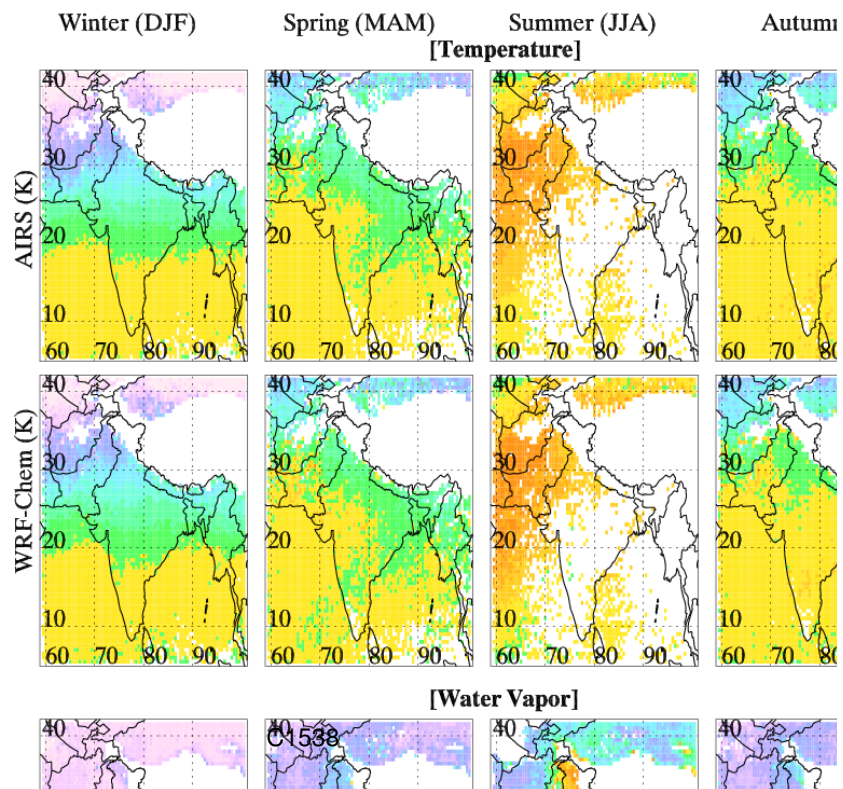 Winter (DJF) Spring (MAM) Summer (JJA) Autumn
[Temperature]
AIRS (K)
40 40 40 40
30 30 30 30
20 20 20 20
10 10 10 10
60 70 80 90 60 70 80 90 60 70 80 90 60 70 80
WRF-Chem (K)
40 40 40 40
30 30 30 30
20 20 20 20
10 10 10 10
60 70 80 90 60 70 80 90 60 70 80 90 60 70 80
[Water Vapor]
40 40 40 40
C1538